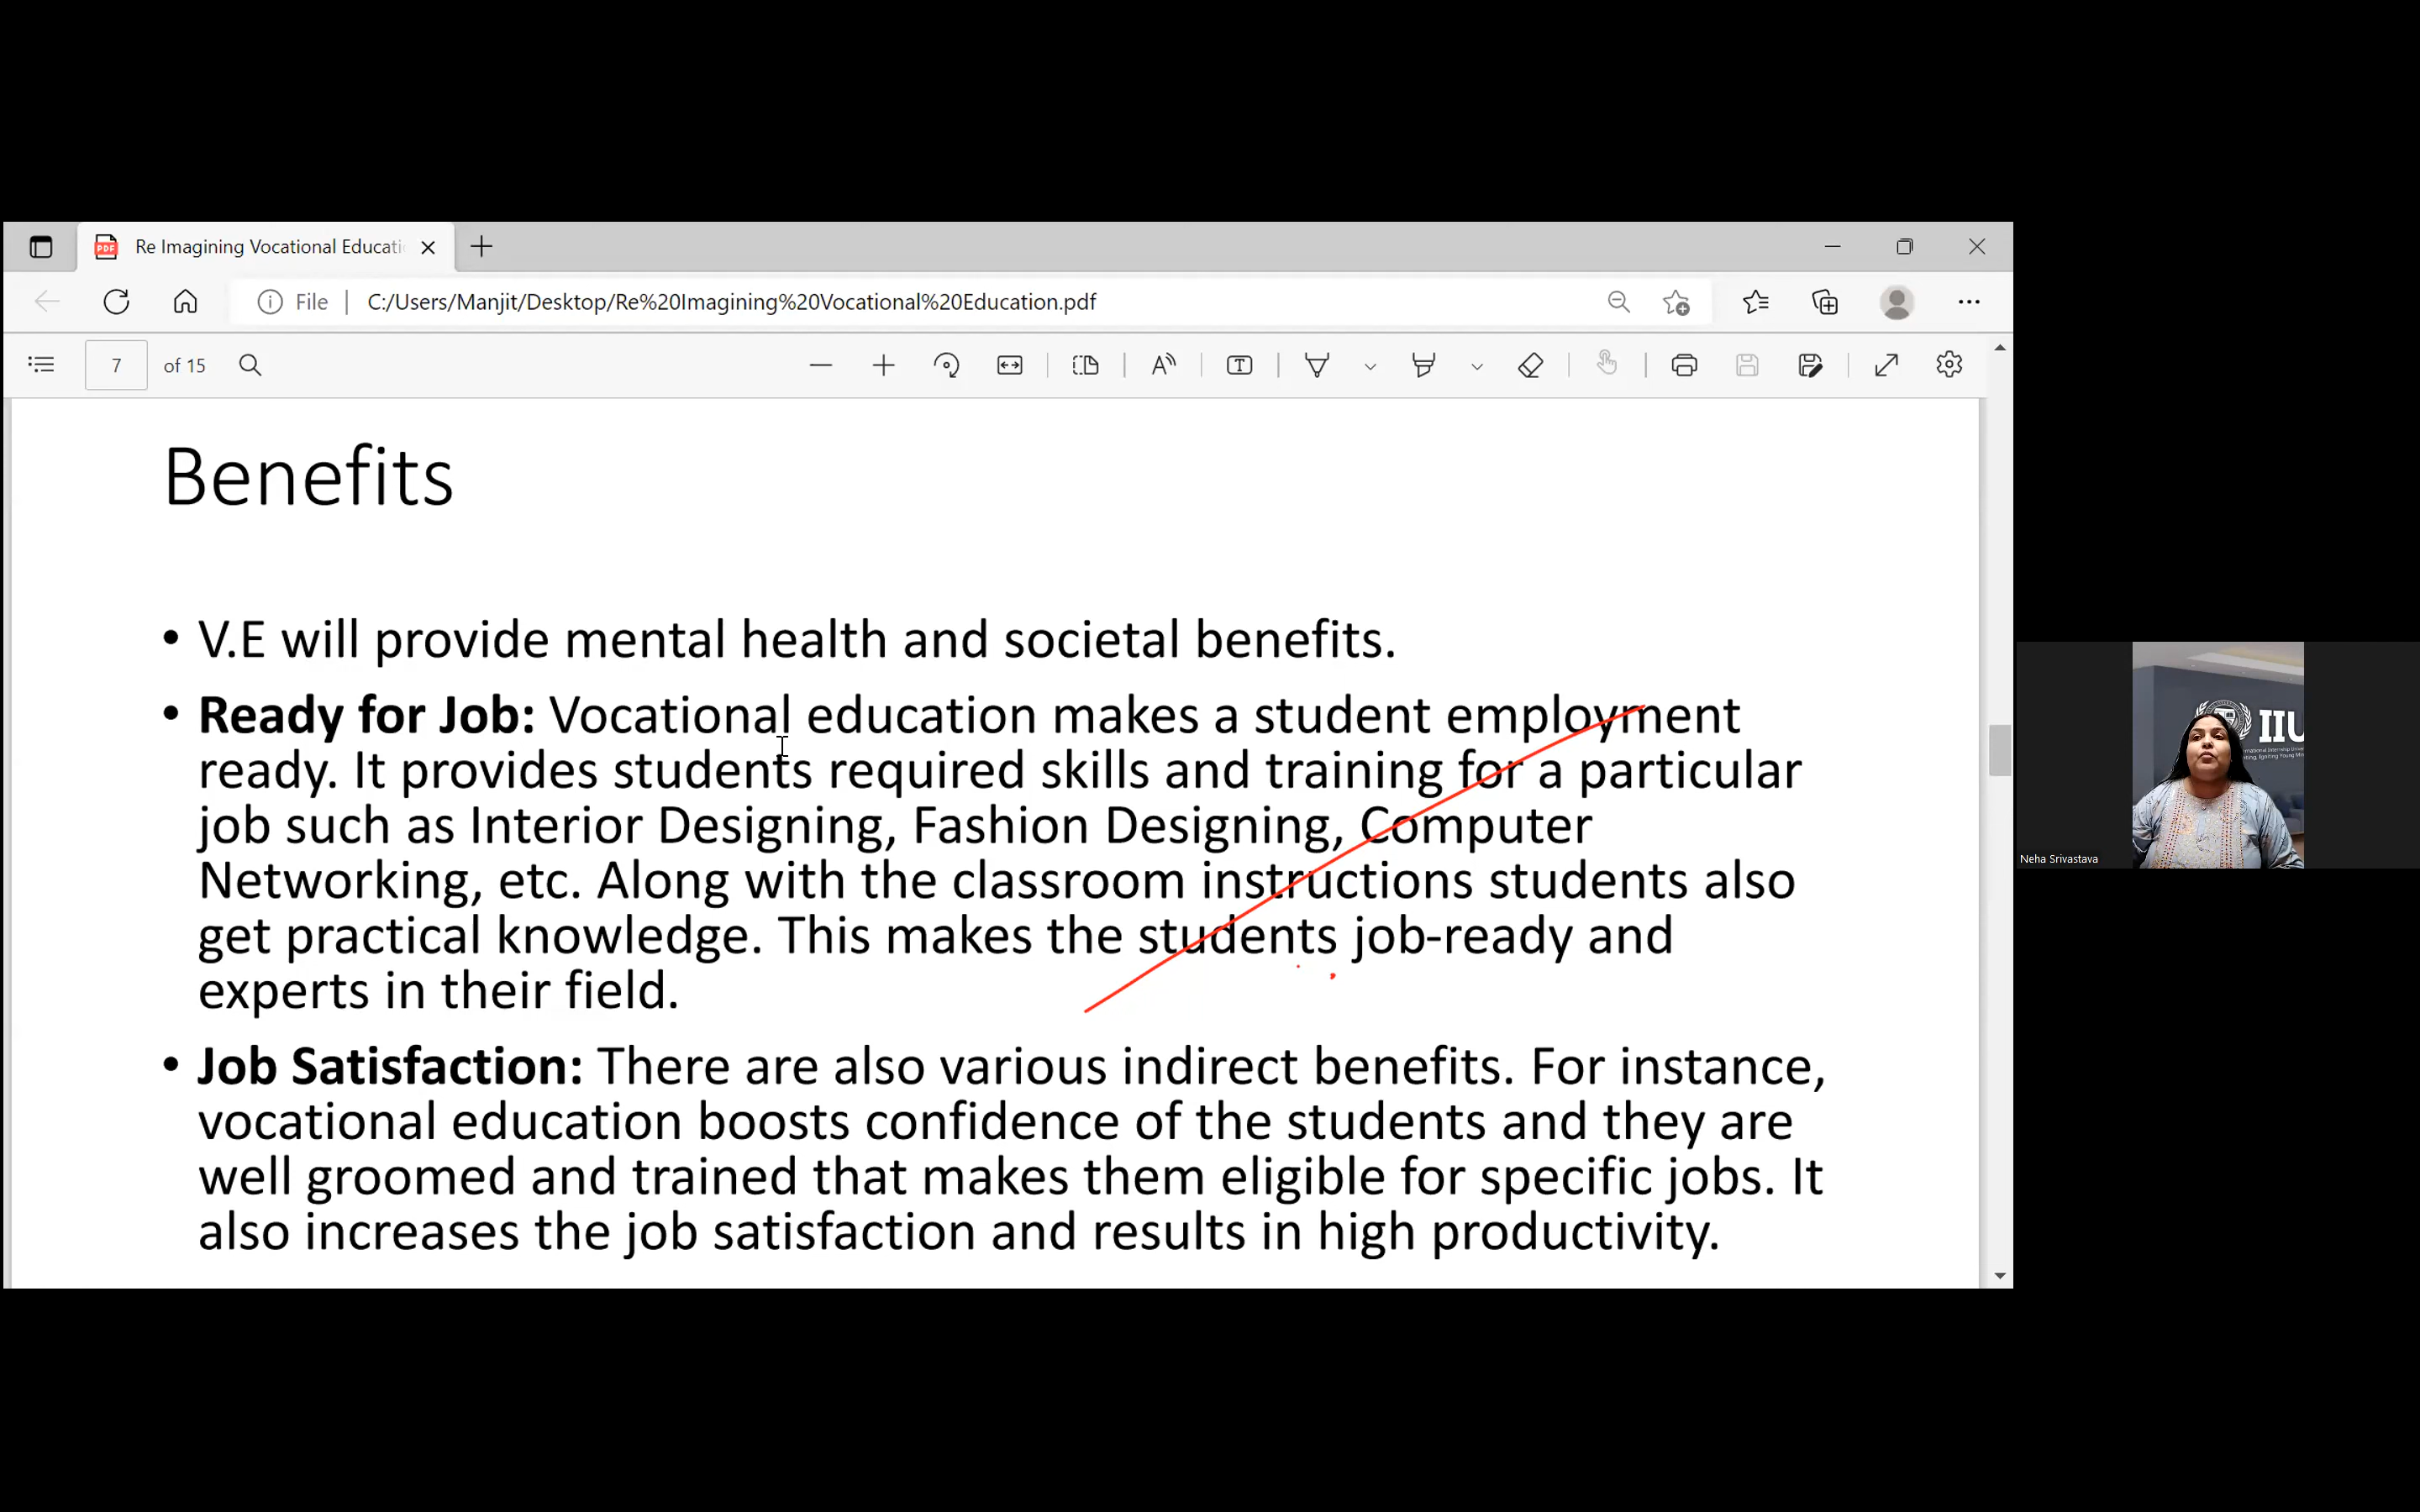 Re Imagining Vocational Educati
File
C:/Users/Manjit/Desktop/Re%20Imagining%20Vocational%20Education.pdf
7 of 15
Benefits
• V.E will provide mental health and societal benefits.
• Ready for Job: Vocational education makes a student employment
ready. It provides students required skills and training for a particular
job such as Interior Designing, Fashion Designing, Computer
Networking, etc. Along with the classroom instructions students also
get practical knowledge. This makes the students job-ready and
experts in their field.
• Job Satisfaction: There are also various indirect benefits. For instance,
vocational education boosts confidence of the students and they are
well groomed and trained that makes them eligible for specific jobs. It
also increases the job satisfaction and results in high productivity.
IIU
Neha Srivastava